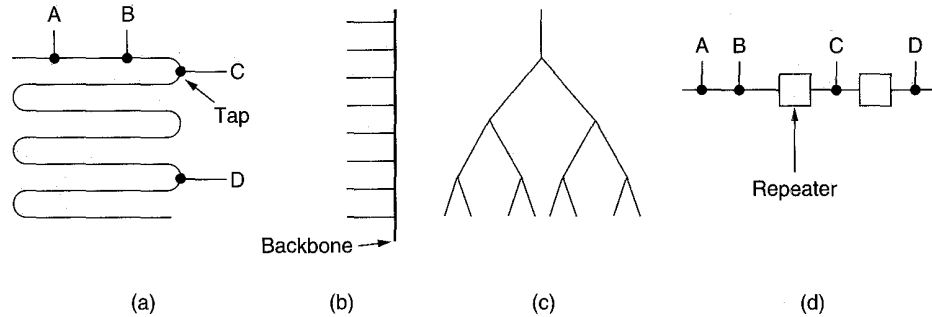 A B
C
Tap
D
Backbone
A B C D
Repeater
(a) (b) (c) (d)